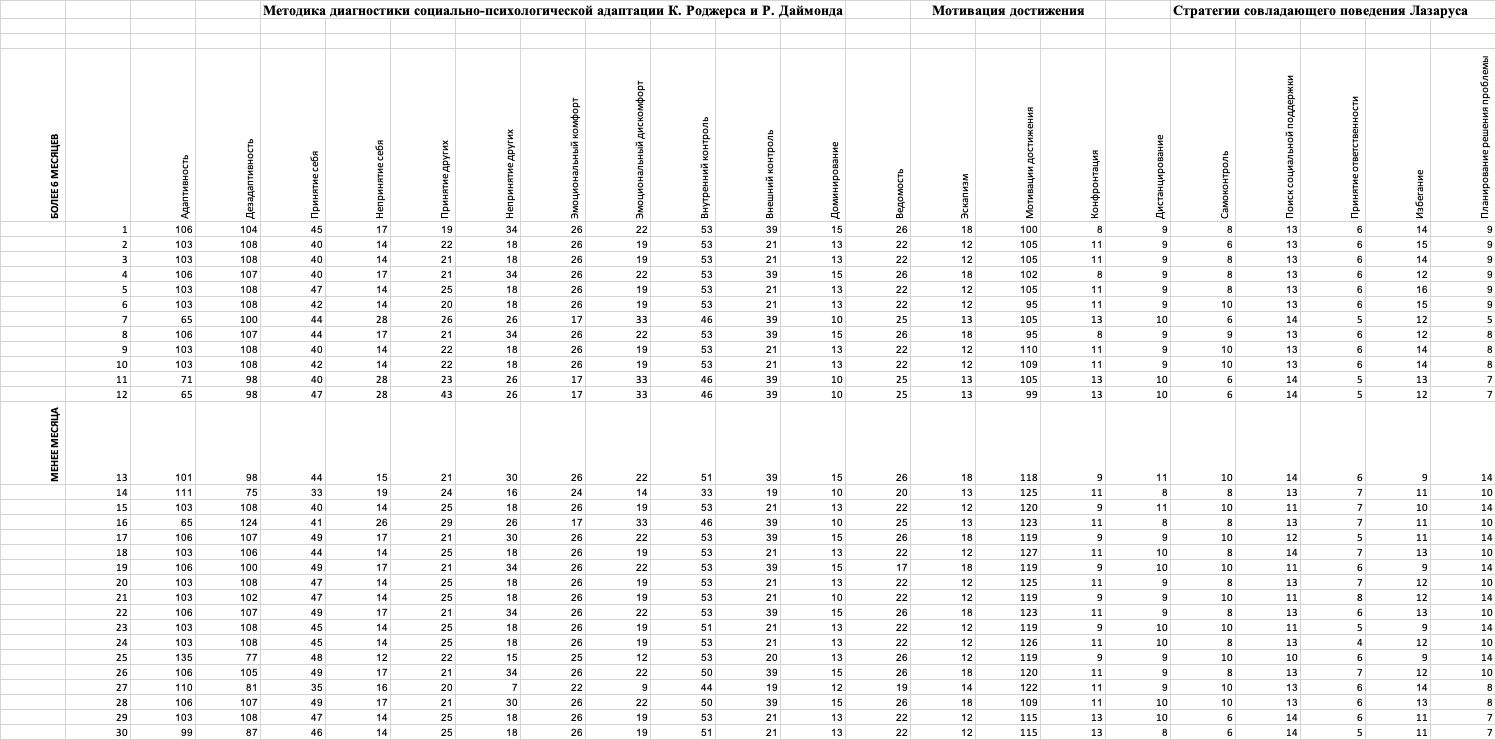 Методика диагностики социально-психологической адаптации К. Роджерса и Р. Даймонда Мотивация достижения Стратегии совладающего поведения Лазаруса
БОЛЕЕ 6 МЕСЯЦЕВ Адаптивность Дезадаптивность Принятие себя Непринятие себя Принятие других Непринятие других Эмоциональный комфорт Эмоциональный дискомфорт Внутренний контроль Внешний контроль Доминирование Ведомость Эскапизм Мотивации достижения Конфронтация Дистанцирование Самоконтроль Поиск социальной поддержки Принятие ответственности Избегание Планирование решения проблемы
1 106 104 45 17 19 34 26 22 53 39 15 26 18 100 8 9 8 13 6 14 9
2 103 108 40 14 22 18 26 19 53 21 13 22 12 105 11 9 6 13 6 15 9
3 103 108 40 14 21 18 26 19 53 21 13 22 12 105 11 9 8 13 6 14 9
4 106 107 40 17 21 34 26 22 53 39 15 26 18 102 8 9 8 13 6 12 9
5 103 108 47 14 25 18 26 19 53 21 13 22 12 105 11 9 8 13 6 16 9
6 103 108 42 14 20 18 26 19 53 21 13 22 12 95 11 9 10 13 6 15 9
7 65 100 44 28 26 26 17 33 46 39 10 25 13 105 13 10 6 14 5 12 5
8 106 107 44 17 21 34 26 22 53 39 15 26 18 95 8 9 9 13 6 12 8
9 103 108 40 14 22 18 26 19 53 21 13 22 12 110 11 9 10 13 6 14 8
10 103 108 42 14 22 18 26 19 53 21 13 22 12 109 11 9 10 13 6 14 8
11 71 98 40 28 23 26 17 33 46 39 10 25 13 105 13 10 6 14 5 13 7
12 65 98 47 28 43 26 17 33 46 39 10 25 13 99 13 10 6 14 5 12 7
МЕНЕЕ МЕСЯЦА 13 101 98 44 15 21 30 26 22 51 39 15 26 18 118 9 11 10 14 6 9 14
14 111 75 33 19 24 16 24 14 33 19 10 20 13 125 11 8 8 13 7 11 10
15 103 108 40 14 25 18 26 19 53 21 13 22 12 120 9 11 10 11 7 10 14
16 65 124 41 26 29 26 17 33 46 39 10 25 13 123 11 8 8 13 7 11 10
17 106 107 49 17 21 30 26 22 53 39 15 26 18 119 9 9 10 12 5 11 14
18 103 106 44 14 25 18 26 19 53 21 13 22 12 127 11 10 8 14 7 13 10
19 106 100 49 17 21 34 26 22 53 39 15 17 18 119 9 10 10 11 6 9 14
20 103 108 47 14 25 18 26 19 53 21 13 22 12 125 11 9 8 13 7 12 10
21 103 102 47 14 25 18 26 19 53 21 10 22 12 119 9 9 10 11 8 12 14
22 106 107 49 17 21 34 26 22 53 39 15 26 18 123 11 9 8 13 6 13 10
23 103 108 45 14 25 18 26 19 51 21 13 22 12 119 9 10 10 11 5 9 14
24 103 108 45 14 25 18 26 19 53 21 13 22 12 126 11 10 8 13 4 12 10
25 135 77 48 12 22 15 25 12 53 20 13 26 12 119 9 9 10 10 6 9 14
26 106 105 49 17 21 34 26 22 50 39 15 26 18 120 11 9 8 13 7 12 10
27 110 81 35 16 20 7 22 9 44 19 12 19 14 122 11 9 10 13 6 14 8
28 106 107 49 17 21 30 26 22 50 39 15 26 18 109 11 10 10 13 6 13 8
29 103 108 47 14 25 18 26 19 53 21 13 22 12 115 13 10 6 14 6 11 7
30 99 87 46 14 25 18 26 19 51 21 13 22 12 115 13 8 6 14 5 11 7